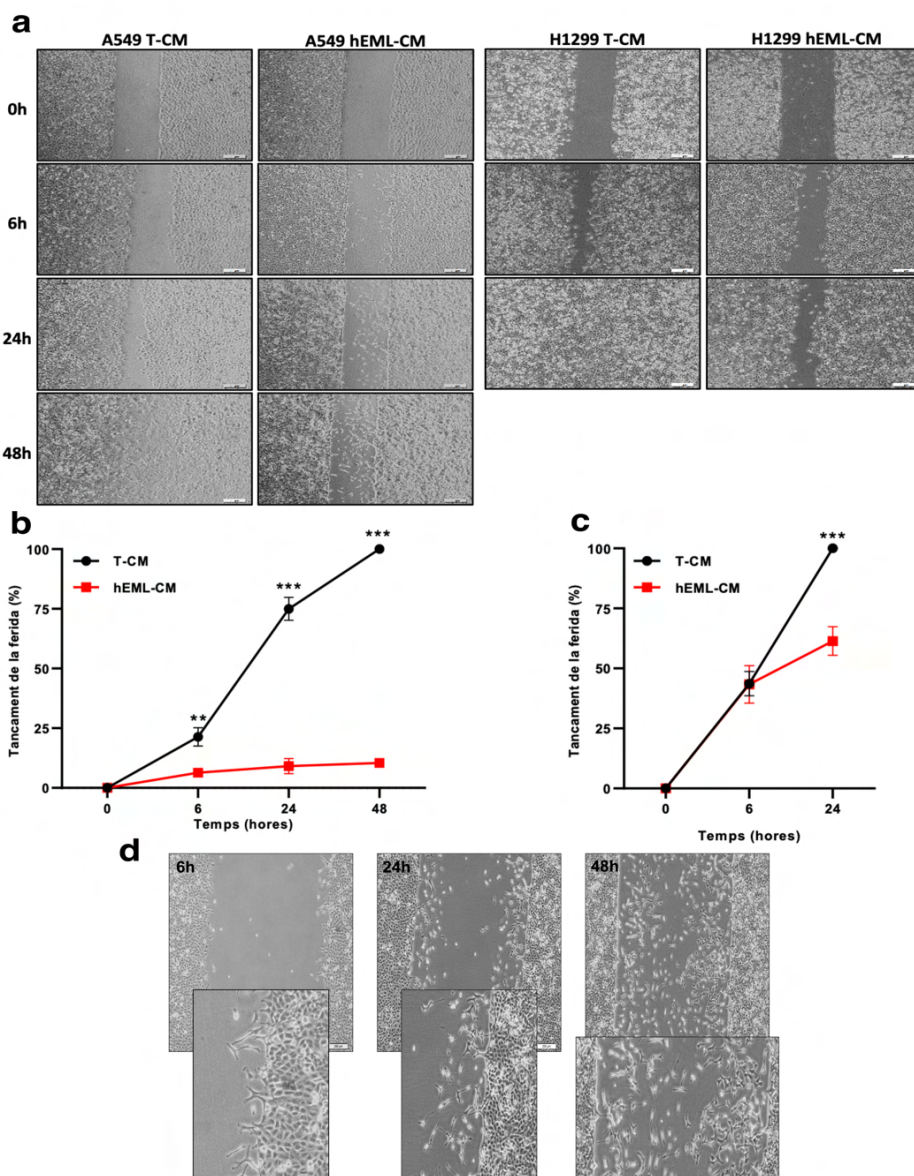 a
A549 T-CM
A549 hEML-CM
H1299 T-CM
H1299 hEML-CM
0h
6h
24h
48h
b
Tancament de la ferida (%)
100
75
50
25
0
T-CM
hEML-CM
**
***
***
0
6
24
48
Temps (hores)
c
Tancament de la ferida (%)
100
75
50
25
0
T-CM
hEML-CM
***
0
6
24
Temps (hores)
d
6h
24h
48h